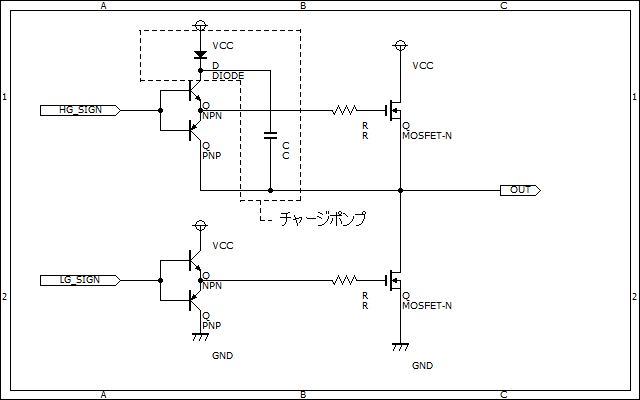 A B C
VCC
D
DIODE
VCC
1 1
HG_SIGN
Q
NPN
R
R
Q
MOSFET-N
Q
PNP
C
C
OUT
チャージポンプ
VCC
LG_SIGN
Q
NPN
2 2
R
R
Q
MOSFET-N
Q
PNP
GND
GND
A B C